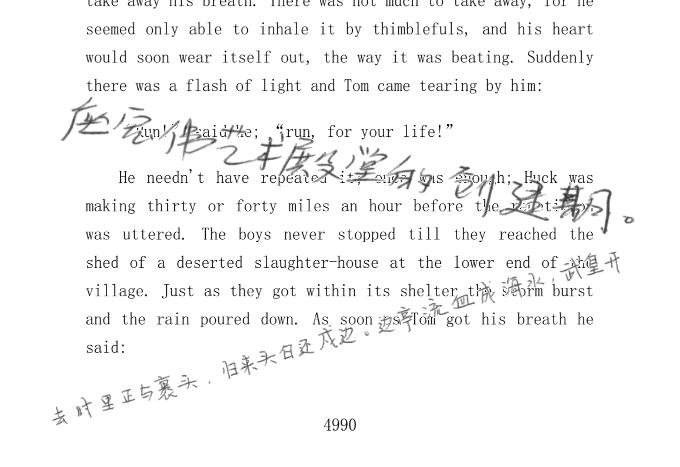 take away his breath. There was not much to take away, for he
seemed only able to inhale it by thimblefuls, and his heart
would soon wear itself out, the way it was beating. Suddenly
there was a flash of light and Tom came tearing by him:
“Run!” said he; “run, for your life!”
座宏伟艺术展览堂的创建基石。
He needn't have repeated it; once was enough; Huck was
making thirty or forty miles an hour before the repetition
was uttered. The boys never stopped till they reached the
shed of a deserted slaughter-house at the lower end of the
village. Just as they got within its shelter the storm burst
and the rain poured down. As soon as Tom got his breath he
said:
去时里正与裹头，归来头白还戍边。边亭流血成海水，武皇开
4990